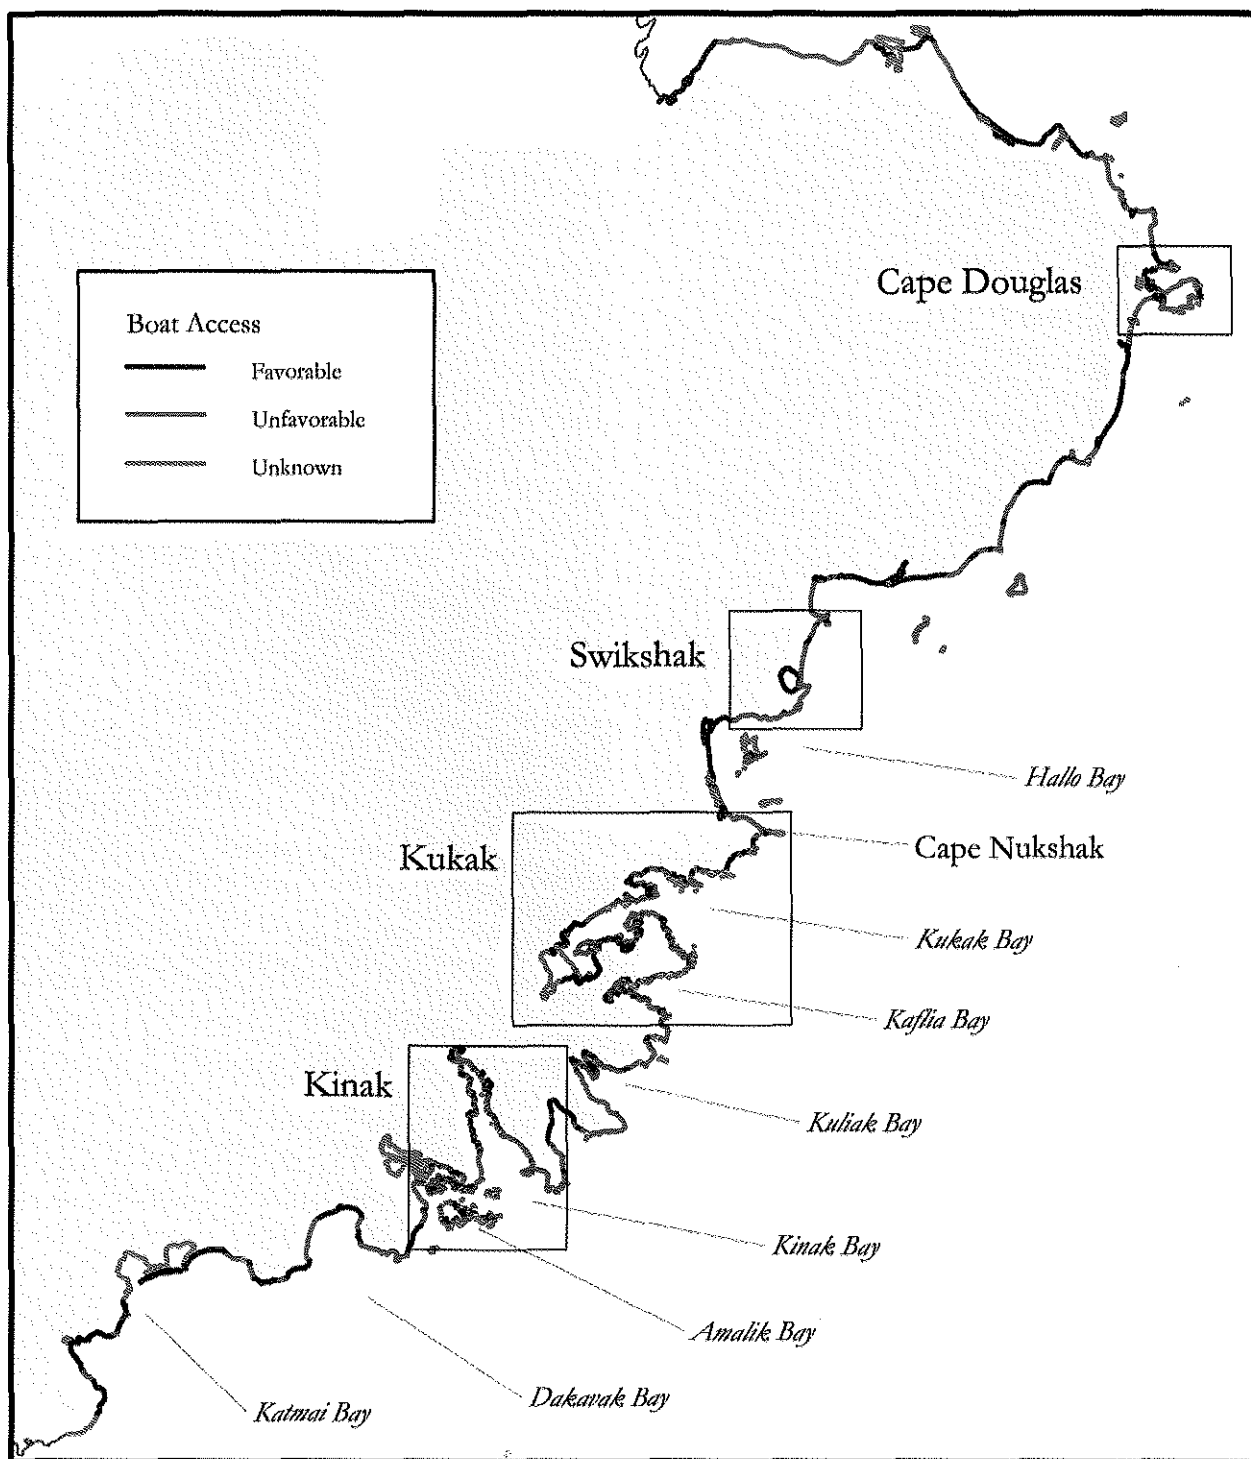 Cape Douglas
Boat Access
Favorable
Unfavorable
Unknown
Swikshak
Hallo Bay
Cape Nukshak
Kukak
Kukak Bay
Kaflia Bay
Kinak
Kuliak Bay
Kinak Bay
Amalik Bay
Dakavak Bay
Katmai Bay